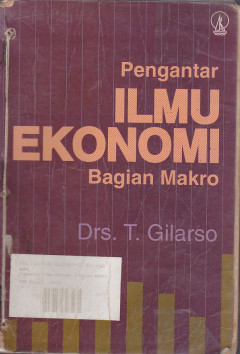 Pengantar
ILMU
EKONOMI
Bagian Makro
Drs. T. Gilarso